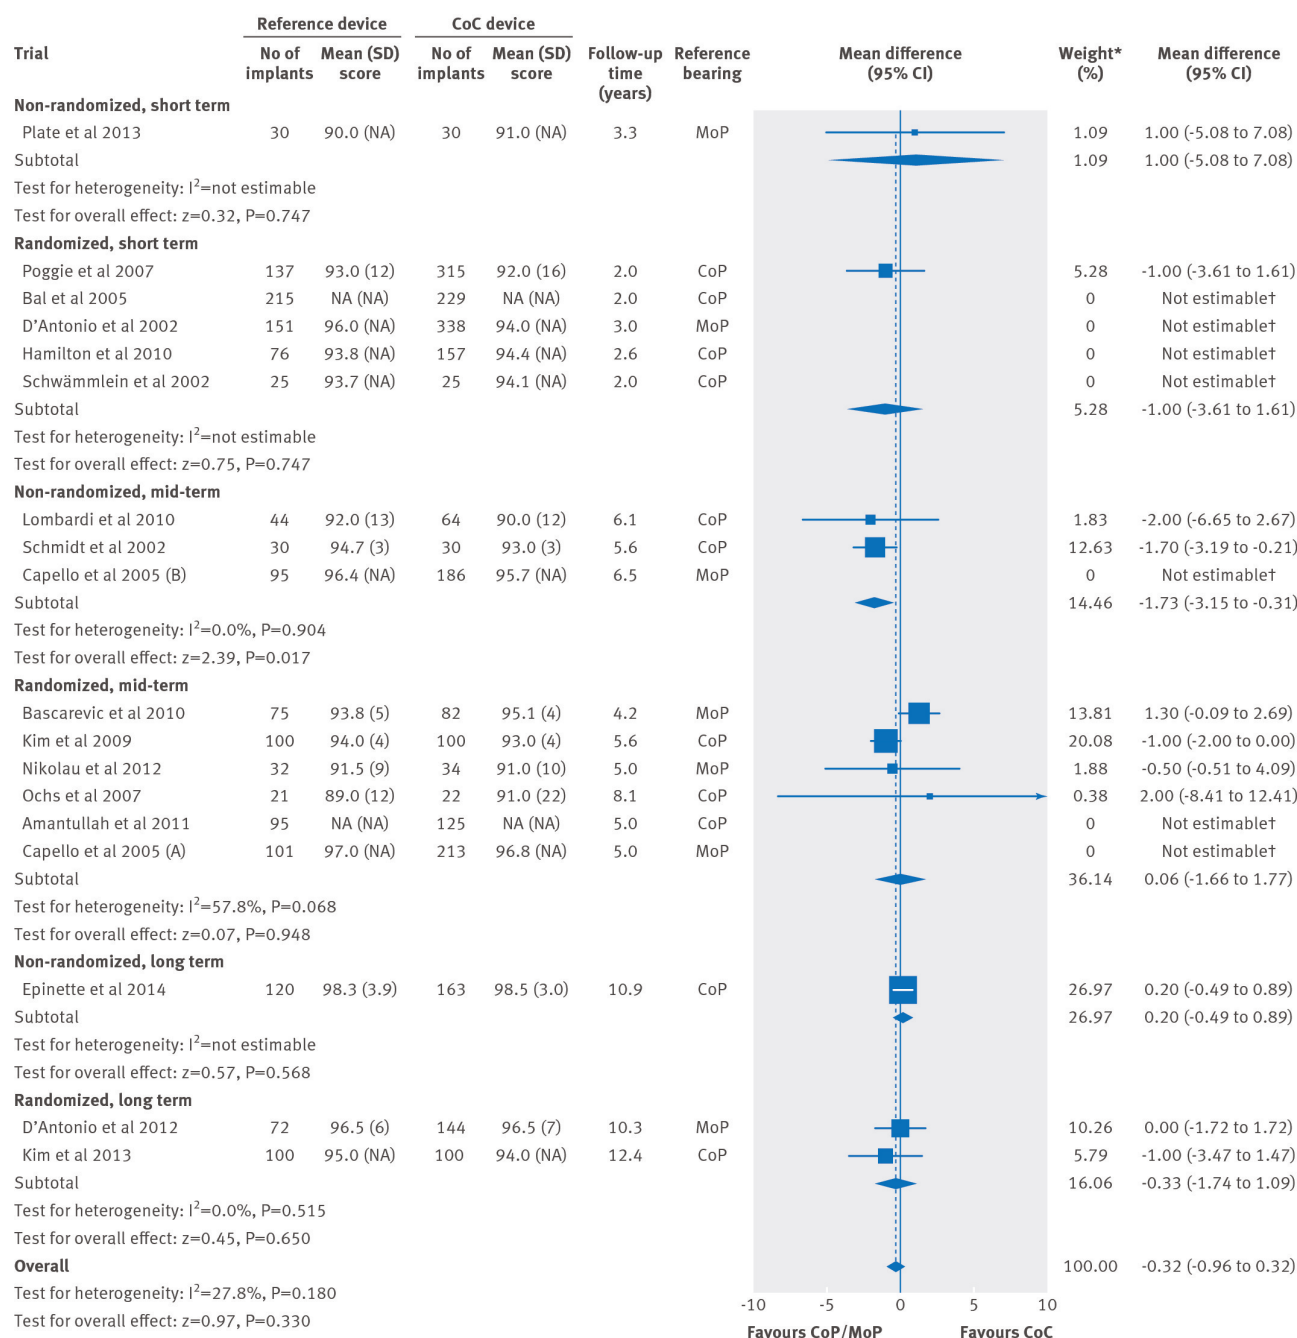 Reference device CoC device
Trial No of implants Mean (SD) score No of implants Mean (SD) score Follow-up time (years) Reference bearing Mean difference (95% CI) Weight* (%) Mean difference (95% CI)
Non-randomized, short term
Plate et al 2013 30 90.0 (NA) 30 91.0 (NA) 3.3 MoP 1.09 1.00 (-5.08 to 7.08)
Subtotal 1.09 1.00 (-5.08 to 7.08)
Test for heterogeneity: I²=not estimable
Test for overall effect: z=0.32, P=0.747
Randomized, short term
Poggie et al 2007 137 93.0 (12) 315 92.0 (16) 2.0 CoP 5.28 -1.00 (-3.61 to 1.61)
Bal et al 2005 215 NA (NA) 229 NA (NA) 2.0 CoP 0 Not estimable†
D’Antonio et al 2002 151 96.0 (NA) 338 94.0 (NA) 3.0 MoP 0 Not estimable†
Hamilton et al 2010 76 93.8 (NA) 157 94.4 (NA) 2.6 CoP 0 Not estimable†
Schwämmlein et al 2002 25 93.7 (NA) 25 94.1 (NA) 2.0 CoP 0 Not estimable†
Subtotal 5.28 -1.00 (-3.61 to 1.61)
Test for heterogeneity: I²=not estimable
Test for overall effect: z=0.75, P=0.747
Non-randomized, mid-term
Lombardi et al 2010 44 92.0 (13) 64 90.0 (12) 6.1 CoP 1.83 -2.00 (-6.65 to 2.67)
Schmidt et al 2002 30 94.7 (3) 30 93.0 (3) 5.6 CoP 12.63 -1.70 (-3.19 to -0.21)
Capello et al 2005 (B) 95 96.4 (NA) 186 95.7 (NA) 6.5 MoP 0 Not estimable†
Subtotal 14.46 -1.73 (-3.15 to -0.31)
Test for heterogeneity: I²=0.0%, P=0.904
Test for overall effect: z=2.39, P=0.017
Randomized, mid-term
Bascarevic et al 2010 75 93.8 (5) 82 95.1 (4) 4.2 MoP 13.81 1.30 (-0.09 to 2.69)
Kim et al 2009 100 94.0 (4) 100 93.0 (4) 5.6 CoP 20.08 -1.00 (-2.00 to 0.00)
Nikolau et al 2012 32 91.5 (9) 34 91.0 (10) 5.0 MoP 1.88 -0.50 (-0.51 to 4.09)
Ochs et al 2007 21 89.0 (12) 22 91.0 (22) 8.1 CoP 0.38 2.00 (-8.41 to 12.41)
Amantullah et al 2011 95 NA (NA) 125 NA (NA) 5.0 CoP 0 Not estimable†
Capello et al 2005 (A) 101 97.0 (NA) 213 96.8 (NA) 5.0 MoP 0 Not estimable†
Subtotal 36.14 0.06 (-1.66 to 1.77)
Test for heterogeneity: I²=57.8%, P=0.068
Test for overall effect: z=0.07, P=0.948
Non-randomized, long term
Epinette et al 2014 120 98.3 (3.9) 163 98.5 (3.0) 10.9 CoP 26.97 0.20 (-0.49 to 0.89)
Subtotal 26.97 0.20 (-0.49 to 0.89)
Test for heterogeneity: I²=not estimable
Test for overall effect: z=0.57, P=0.568
Randomized, long term
D’Antonio et al 2012 72 96.5 (6) 144 96.5 (7) 10.3 MoP 10.26 0.00 (-1.72 to 1.72)
Kim et al 2013 100 95.0 (NA) 100 94.0 (NA) 12.4 CoP 5.79 -1.00 (-3.47 to 1.47)
Subtotal 16.06 -0.33 (-1.74 to 1.09)
Test for heterogeneity: I²=0.0%, P=0.515
Test for overall effect: z=0.45, P=0.650
Overall 100.00 -0.32 (-0.96 to 0.32)
Test for heterogeneity: I²=27.8%, P=0.180
Test for overall effect: z=0.97, P=0.330
-10 -5 0 5 10
Favours CoP/MoP Favours CoC